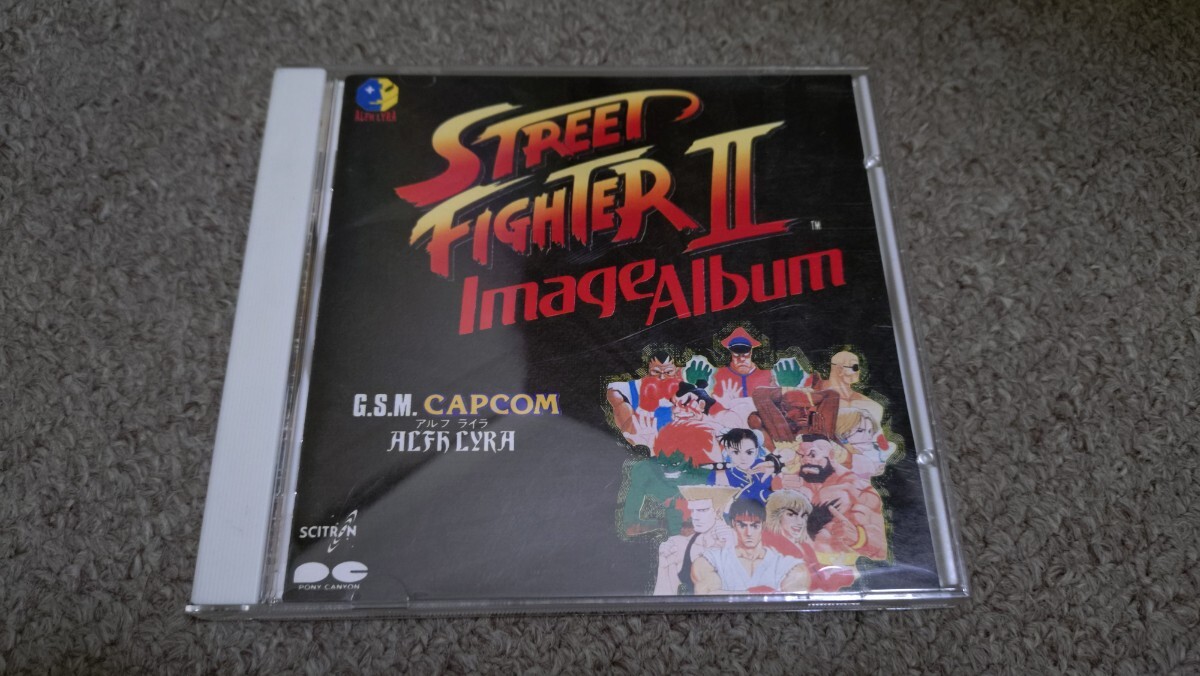 ALFH LYRA
STREET
FIGHTER II
TM
Image Album
G.S.M. CAPCOM
アルフ ライラ
ALFH LYRA
SCITRON
PONY CANYON